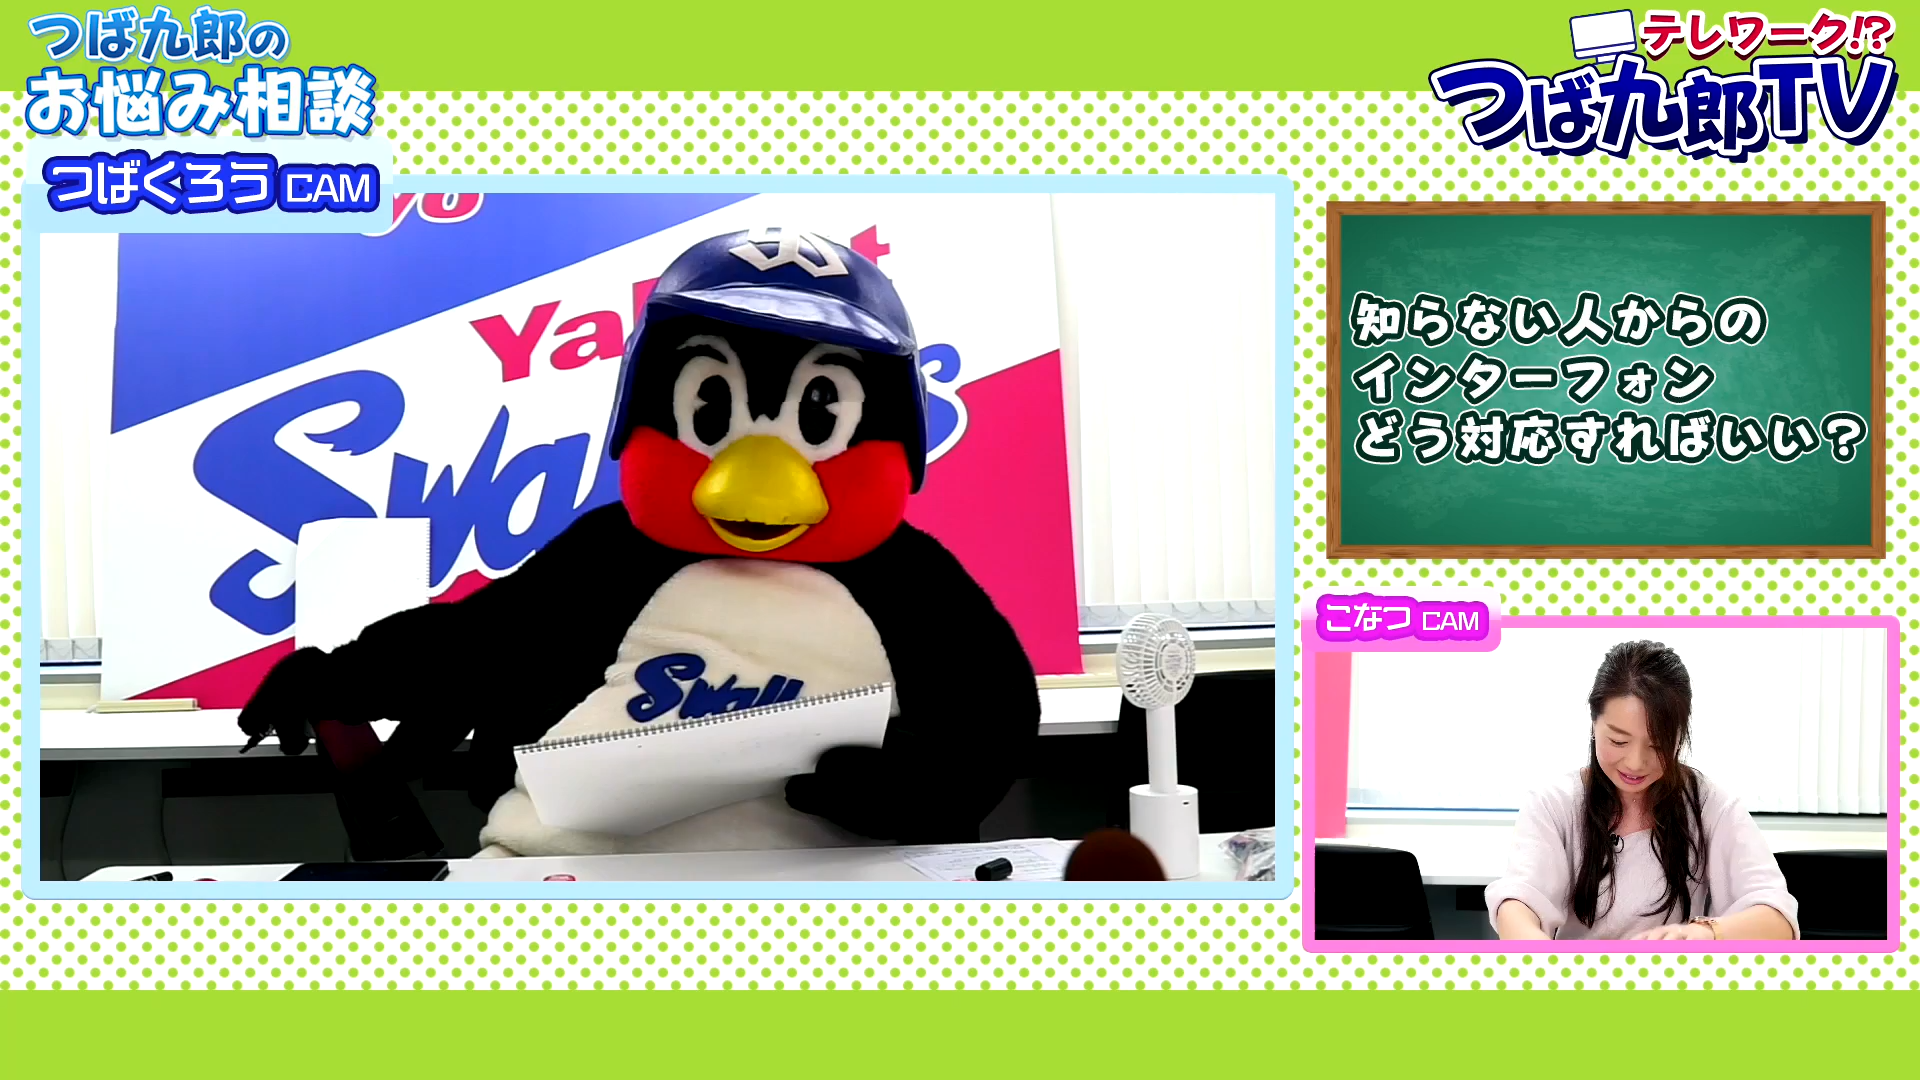 つば九郎の
お悩み相談
テレワーク!?
つば九郎TV
つばくろう CAM
Swallows
知らない人からの
インターフォン
どう対応すればいい？
こなつ CAM